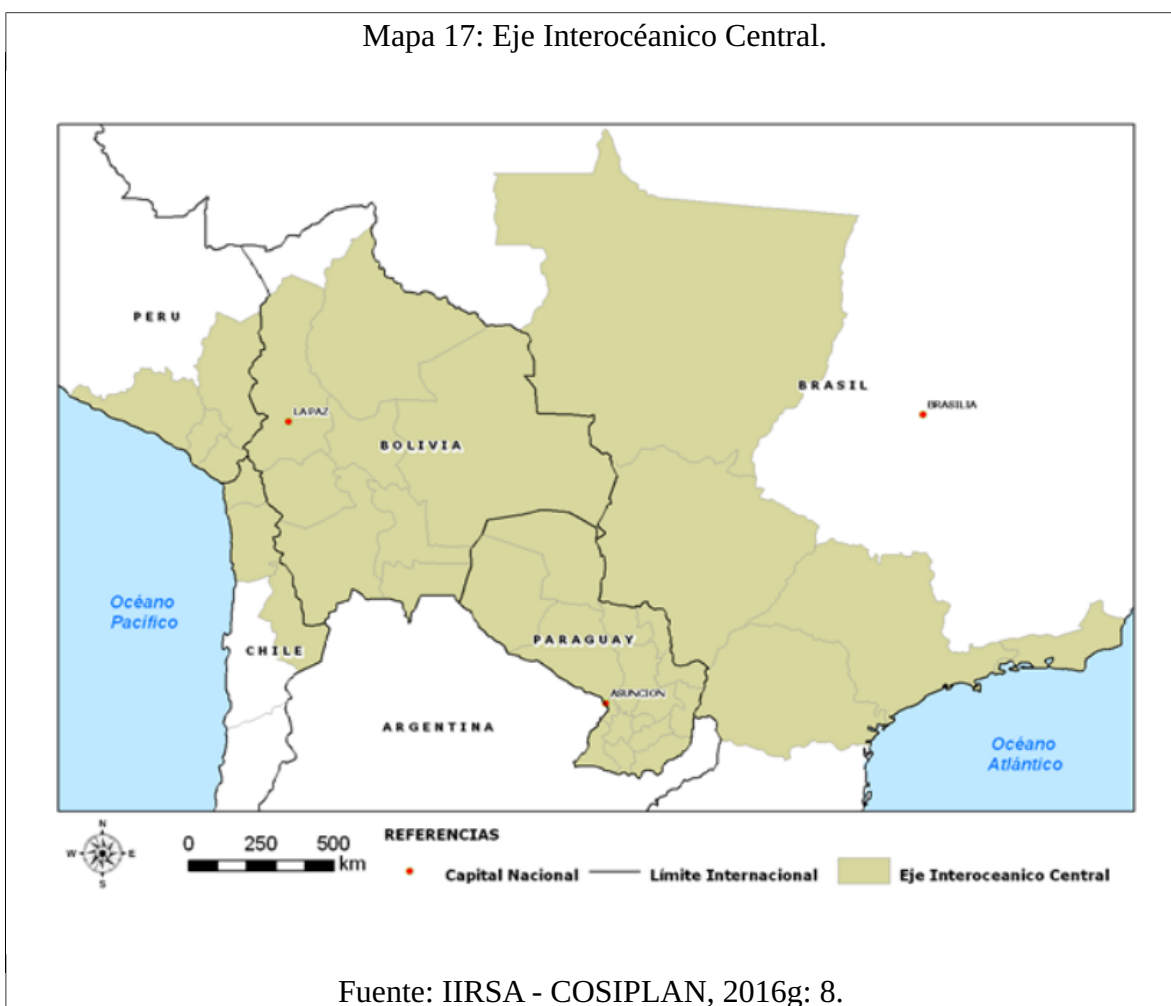 Mapa 17: Eje Interocéanico Central.
PERU
BRASIL
BRASILIA
LA PAZ
BOLIVIA
Océano
Pacífico
CHILE
PARAGUAY
ASUNCION
ARGENTINA
Océano
Atlántico
N
W
E
S
0 250 500
km
REFERENCIAS
Capital Nacional
Límite Internacional
Eje Interoceanico Central
Fuente: IIRSA - COSIPLAN, 2016g: 8.